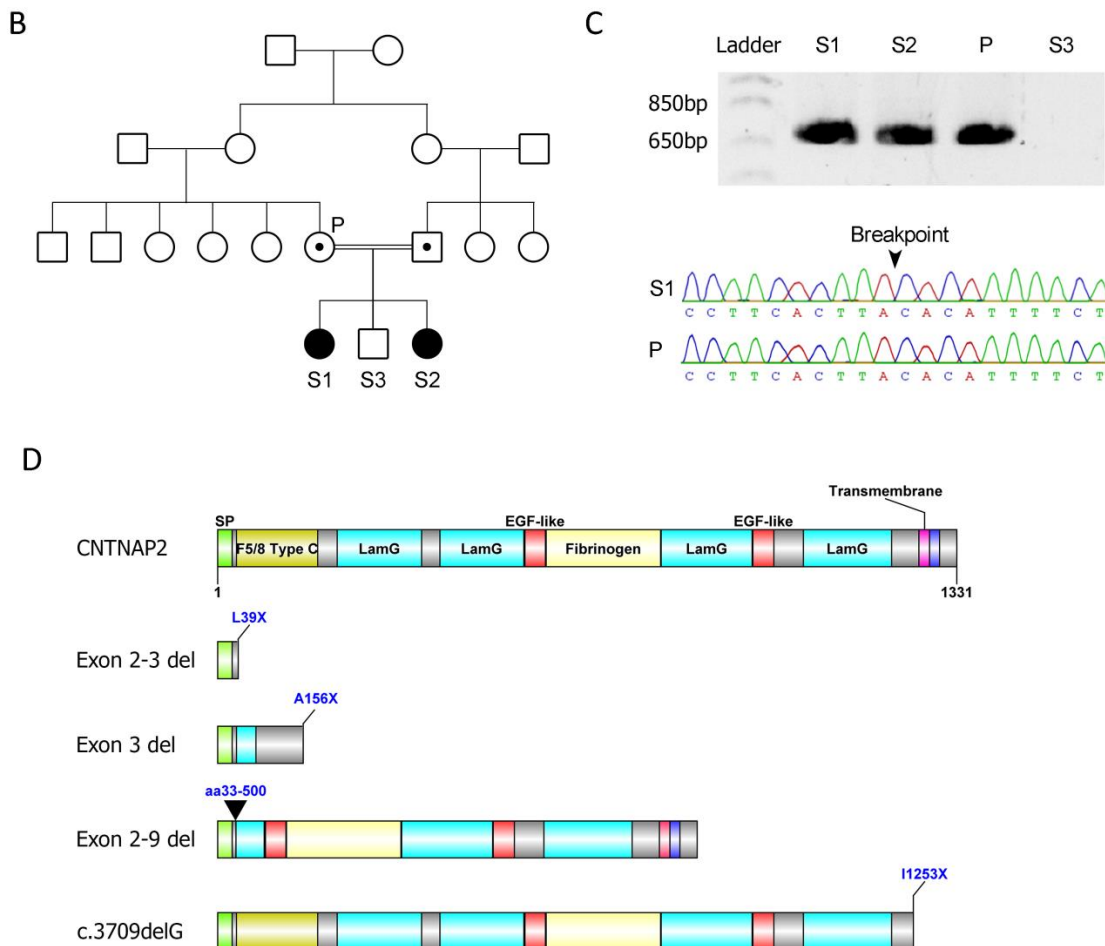 B
P
S1 S3 S2
C
Ladder S1 S2 P S3
850bp
650bp
Breakpoint
S1
C C T T C A C T T A C A C A T T T T C T
P
C C T T C A C T T A C A C A T T T T C T
D
Transmembrane
SP EGF-like EGF-like
CNTNAP2 F5/8 Type C LamG LamG Fibrinogen LamG LamG
1 1331
L39X
Exon 2-3 del
A156X
Exon 3 del
aa33-500
Exon 2-9 del
I1253X
c.3709delG